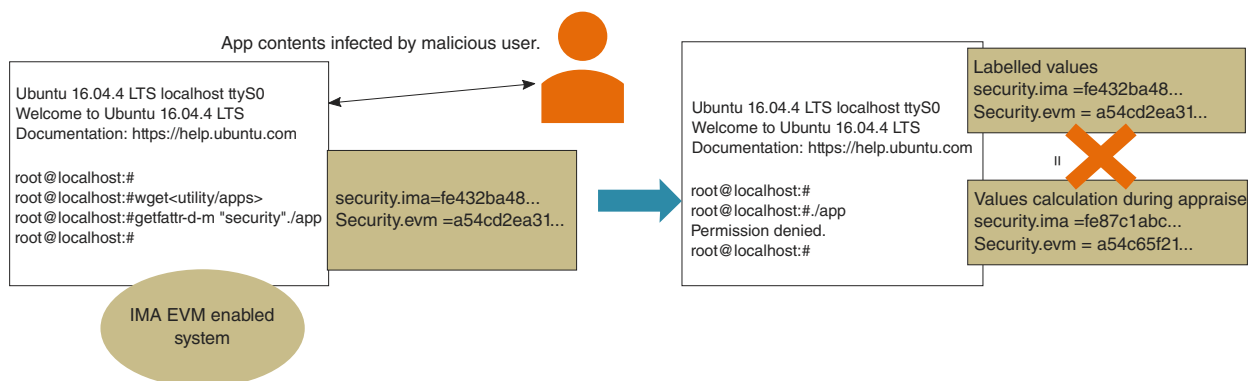 App contents infected by malicious user.
Ubuntu 16.04.4 LTS localhost ttyS0
Welcome to Ubuntu 16.04.4 LTS
Documentation: https://help.ubuntu.com
root@localhost:#
root@localhost:#wget<utility/apps>
root@localhost:#getfattr-d-m "security"./app
root@localhost:#
security.ima=fe432ba48...
Security.evm =a54cd2ea31...
IMA EVM enabled
system
Ubuntu 16.04.4 LTS localhost ttyS0
Welcome to Ubuntu 16.04.4 LTS
Documentation: https://help.ubuntu.com
root@localhost:#
root@localhost:#./app
Permission denied.
root@localhost:#
Labelled values
security.ima =fe432ba48...
Security.evm = a54cd2ea31...
=
Values calculation during appraise
security.ima =fe87c1abc...
Security.evm = a54c65f21...